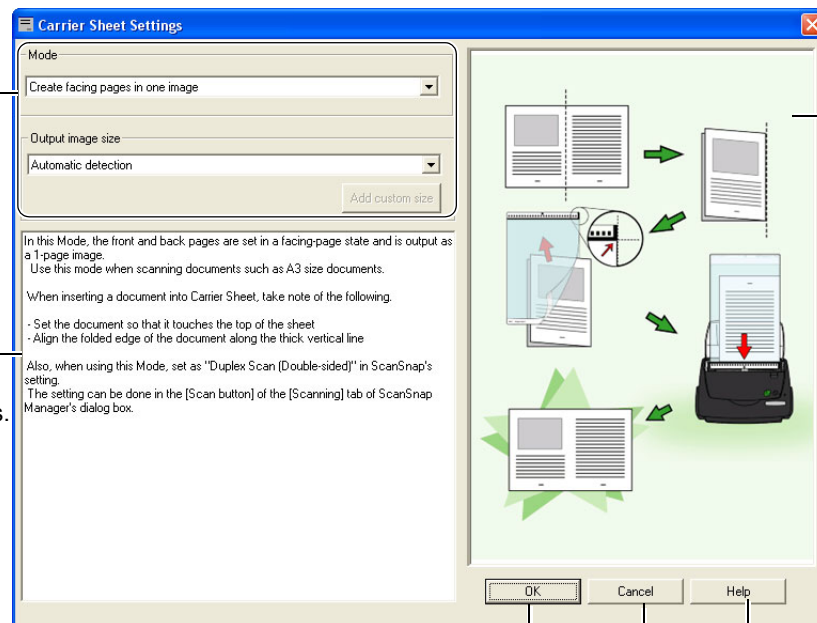 Carrier Sheet Settings
Mode
Create facing pages in one image
Output image size
Automatic detection
Add custom size
In this Mode, the front and back pages are set in a facing-page state and is output as
a 1-page image.
Use this mode when scanning documents such as A3 size documents.
When inserting a document into Carrier Sheet, take note of the following.
- Set the document so that it touches the top of the sheet
- Align the folded edge of the document along the thick vertical line
Also, when using this Mode, set as "Duplex Scan (Double-sided)" in ScanSnap's
setting.
The setting can be done in the [Scan button] of the [Scanning] tab of ScanSnap
Manager's dialog box.
s.
OK
Cancel
Help